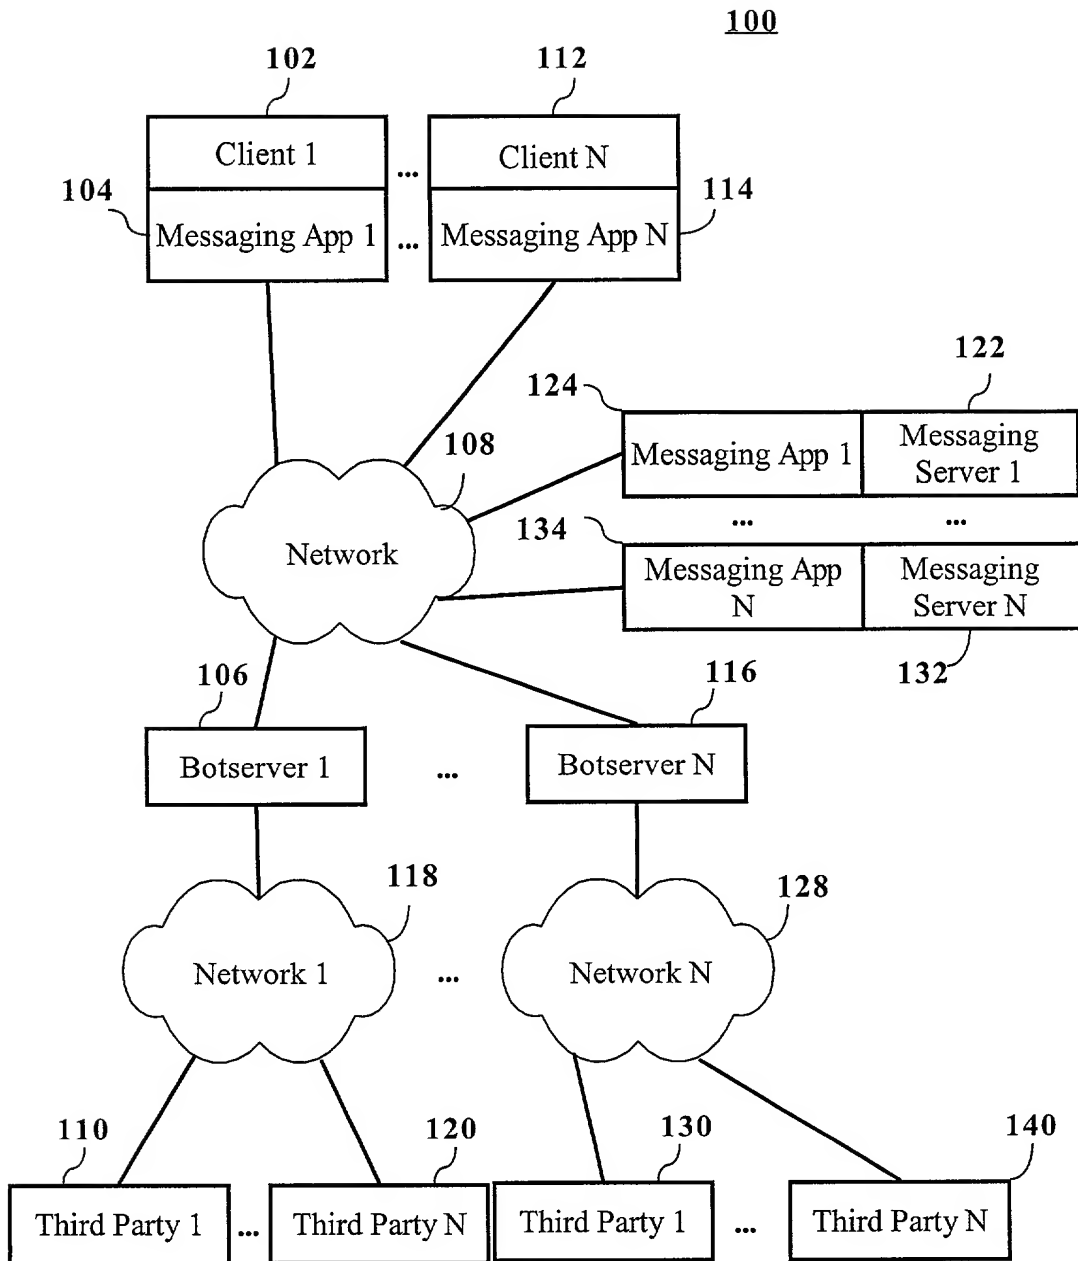 100
102
112
Client 1
...
Client N
104
114
Messaging App 1
...
Messaging App N
122
124
108
Messaging App 1
Messaging
Server 1
...
...
134
Network
Messaging App
N
Messaging
Server N
132
106
116
Botserver 1
...
Botserver N
118
128
Network 1
...
Network N
110
120
130
140
Third Party 1
...
Third Party N
Third Party 1
...
Third Party N